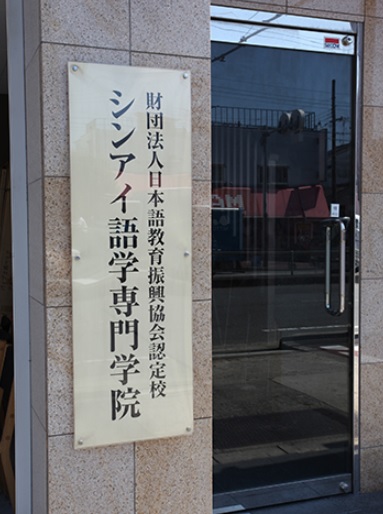 財団法人日本語教育振興協会認定校
シンアイ語学専門学院